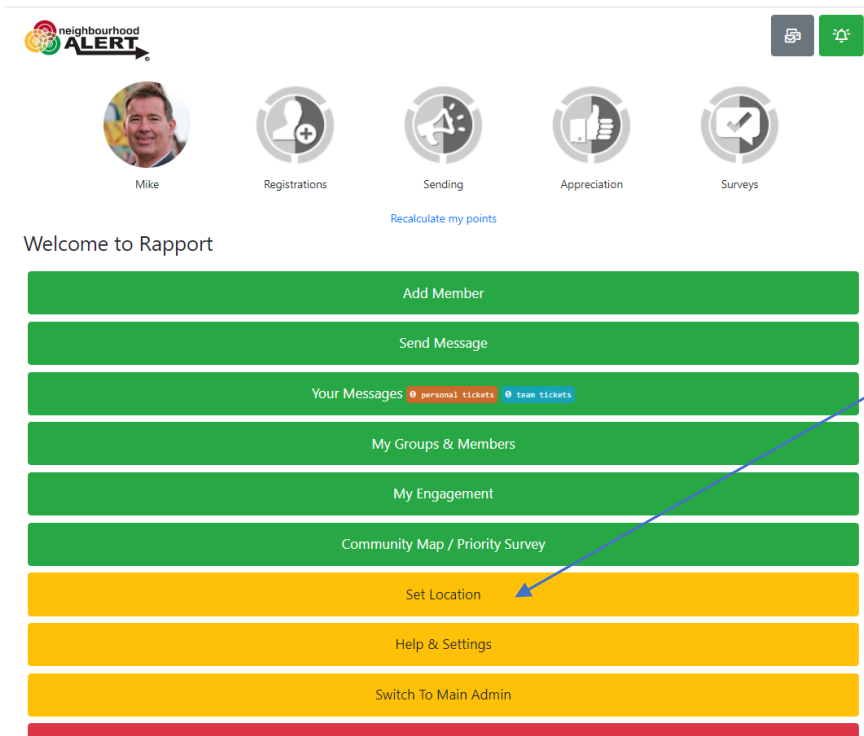 neighbourhood
ALERT
Mike
Registrations
Sending
Appreciation
Surveys
Recalculate my points
Welcome to Rapport
Add Member
Send Message
Your Messages 0 personal tickets 0 team tickets
My Groups & Members
My Engagement
Community Map / Priority Survey
Set Location
Help & Settings
Switch To Main Admin